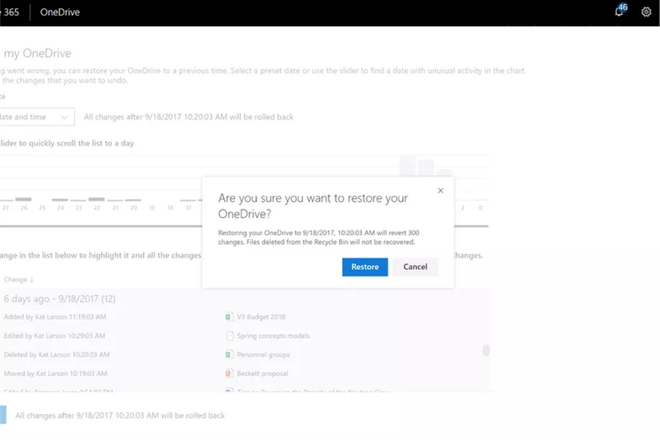 365 OneDrive 46
my OneDrive
g went wrong, you can restore your OneDrive to a previous time. Select a preset date or use the slider to find a date with unusual activity in the chart.
the changes that you want to undo.
te
date and time All changes after 9/18/2017 10:20:03 AM will be rolled back
lider to quickly scroll the list to a day
27 26 25 24 23 22 21 20 19 18 17 2 0
Are you sure you want to restore your
OneDrive?
Restoring your OneDrive to 9/18/2017, 10:20:03 AM will revert 300
changes. Files deleted from the Recycle Bin will not be recovered.
Restore Cancel
ange in the list below to highlight it and all the changes changes.
Change ↓
6 days ago - 9/18/2017 (12)
Added by Kat Larson 11:19:03 AM V3 Budget 2018
Edited by Kat Larson 10:29:03 AM Spring concepts models
Deleted by Kat Larson 10:20:03 AM Personnel groups
Moved by Kat Larson 10:19:03 AM Beckett proposal
All changes after 9/18/2017 10:20:03 AM will be rolled back